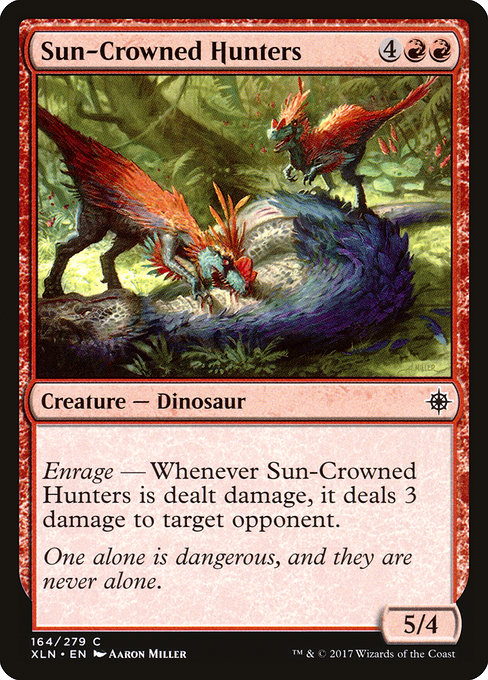 Sun-Crowned Hunters 4
Creature — Dinosaur
Enrage — Whenever Sun-Crowned
Hunters is dealt damage, it deals 3
damage to target opponent.
One alone is dangerous, and they are
never alone.
5/4
164/279 C
XLN • EN Aaron Miller
™ & © 2017 Wizards of the Coast
MILLER